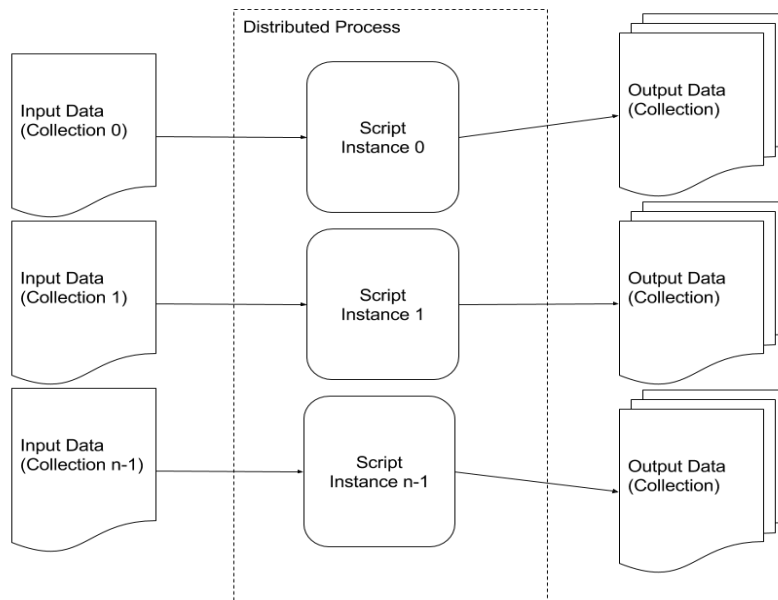 Distributed Process
Input Data
(Collection 0)
Script
Instance 0
Output Data
(Collection)
Input Data
(Collection 1)
Script
Instance 1
Output Data
(Collection)
Input Data
(Collection n-1)
Script
Instance n-1
Output Data
(Collection)